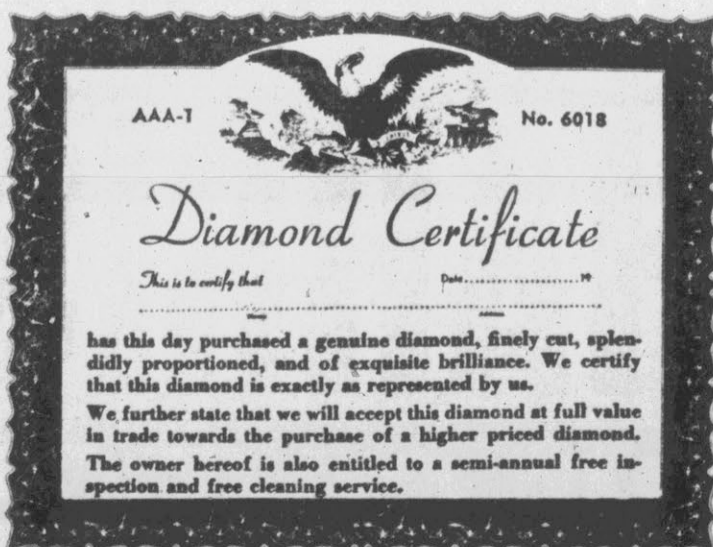 AAA-1 No. 6018
Diamond Certificate
This is to certify that Date.................... 19
Name Address
has this day purchased a genuine diamond, finely cut, splen-
didly proportioned, and of exquisite brilliance. We certify
that this diamond is exactly as represented by us.
We further state that we will accept this diamond at full value
in trade towards the purchase of a higher priced diamond.
The owner hereof is also entitled to a semi-annual free in-
spection and free cleaning service.